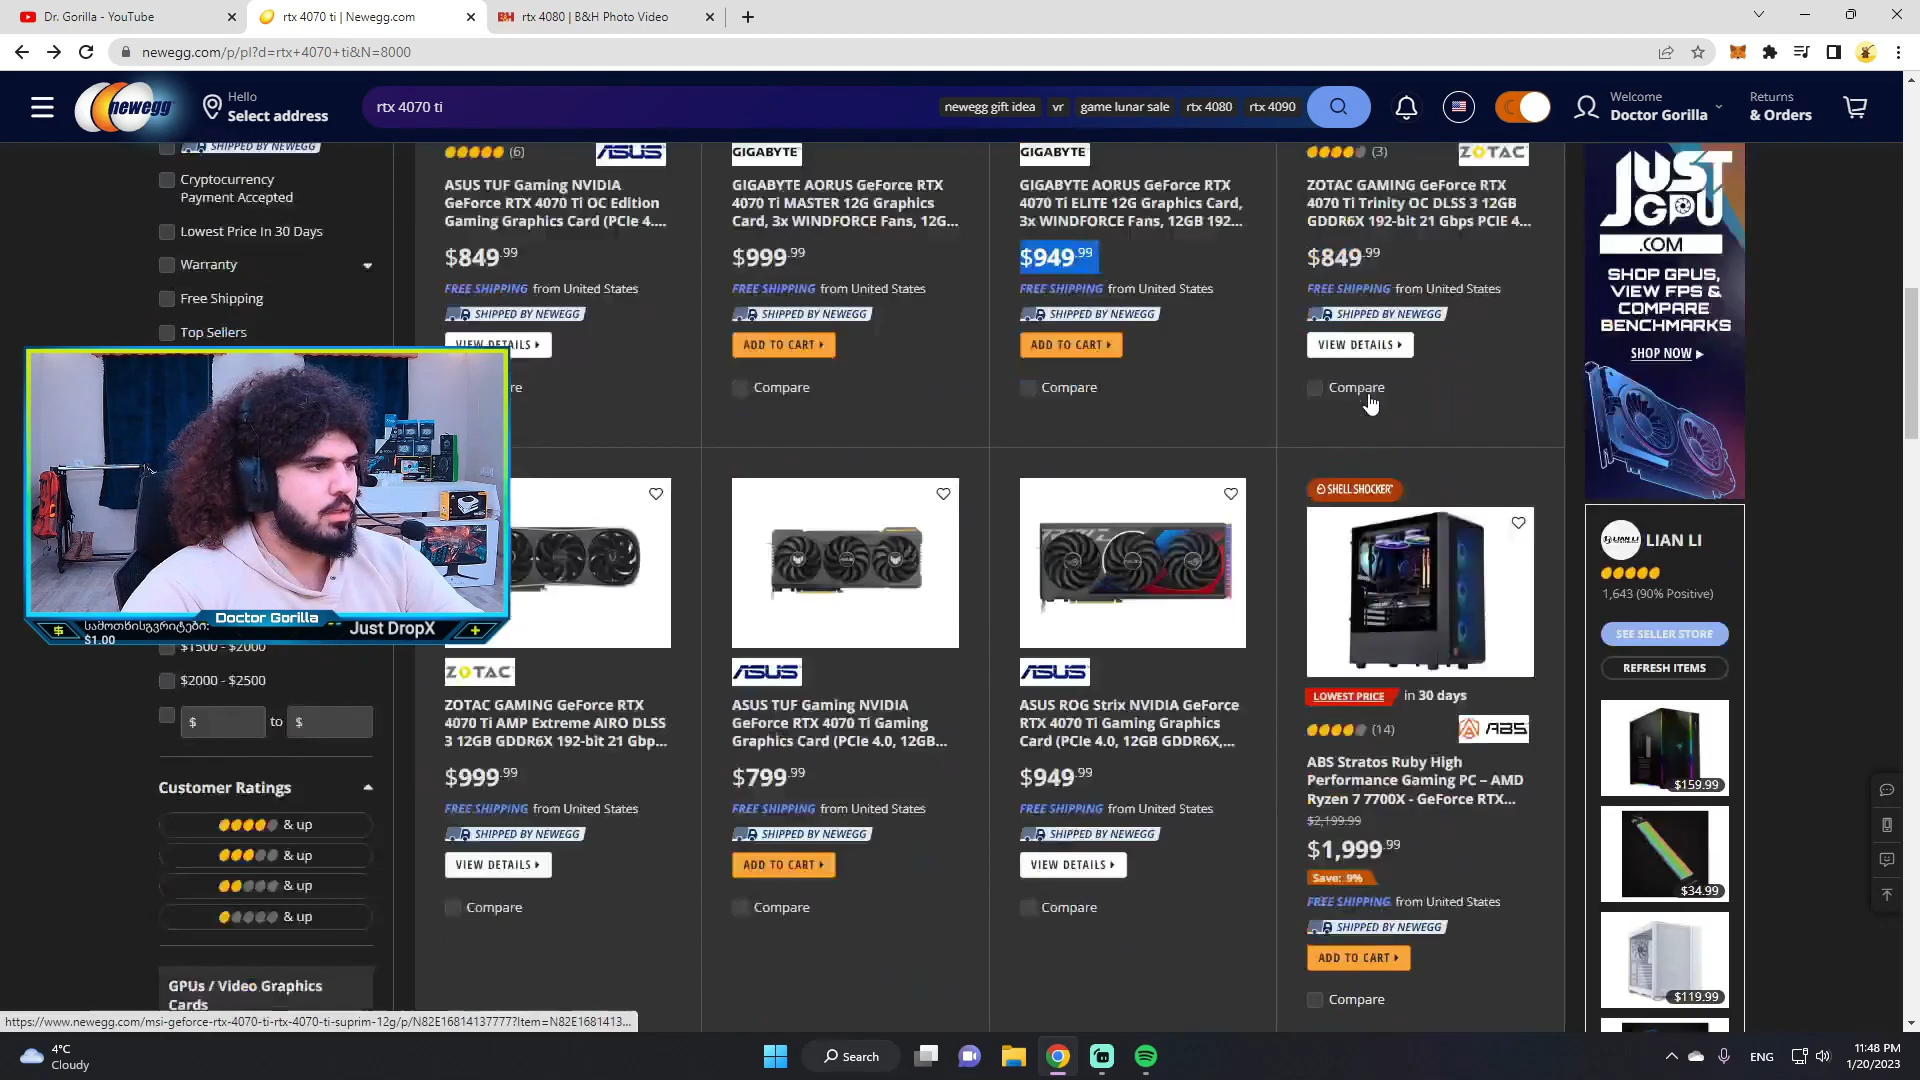 Dr. Gorilla - YouTube
rtx 4070 ti | Newegg.com
rtx 4080 | B&H Photo Video
newegg.com/p/pl?d=rtx+4070+ti&N=8000
newegg
Hello
Select address
rtx 4070 ti
newegg gift idea
vr
game lunar sale
rtx 4080
rtx 4090
Welcome
Doctor Gorilla
Returns
& Orders
SHIPPED BY NEWEGG
Cryptocurrency
Payment Accepted
Lowest Price In 30 Days
Warranty
Free Shipping
Top Sellers
(6)
ASUS
ASUS TUF Gaming NVIDIA
GeForce RTX 4070 Ti OC Edition
Gaming Graphics Card (PCIe 4....
$849.99
FREE SHIPPING from United States
SHIPPED BY NEWEGG
VIEW DETAILS
re
GIGABYTE
GIGABYTE AORUS GeForce RTX
4070 Ti MASTER 12G Graphics
Card, 3x WINDFORCE Fans, 12G...
$999.99
FREE SHIPPING from United States
SHIPPED BY NEWEGG
ADD TO CART
Compare
GIGABYTE
GIGABYTE AORUS GeForce RTX
4070 Ti ELITE 12G Graphics Card,
3x WINDFORCE Fans, 12GB 192...
$949.99
FREE SHIPPING from United States
SHIPPED BY NEWEGG
ADD TO CART
Compare
(3)
ZOTAC
ZOTAC GAMING GeForce RTX
4070 Ti Trinity OC DLSS 3 12GB
GDDR6X 192-bit 21 Gbps PCIE 4...
$849.99
FREE SHIPPING from United States
SHIPPED BY NEWEGG
VIEW DETAILS
Compare
JUST
GPU
.COM
SHOP GPUS,
VIEW FPS &
COMPARE
BENCHMARKS
SHOP NOW
Doctor Gorilla
სამოთხისგვრიტები:
$1.00
Just DropX
$1500 - $2000
$2000 - $2500
$
to
$
Customer Ratings
& up
& up
& up
& up
GPUs / Video Graphics
Cards
ZOTAC
ZOTAC GAMING GeForce RTX
4070 Ti AMP Extreme AIRO DLSS
3 12GB GDDR6X 192-bit 21 Gbp...
$999.99
FREE SHIPPING from United States
SHIPPED BY NEWEGG
VIEW DETAILS
Compare
ASUS
ASUS TUF Gaming NVIDIA
GeForce RTX 4070 Ti Gaming
Graphics Card (PCIe 4.0, 12GB...
$799.99
FREE SHIPPING from United States
SHIPPED BY NEWEGG
ADD TO CART
Compare
ASUS
ASUS ROG Strix NVIDIA GeForce
RTX 4070 Ti Gaming Graphics
Card (PCIe 4.0, 12GB GDDR6X,...
$949.99
FREE SHIPPING from United States
SHIPPED BY NEWEGG
VIEW DETAILS
Compare
SHELL SHOCKER
LOWEST PRICE in 30 days
(14)
ABS
ABS Stratos Ruby High
Performance Gaming PC – AMD
Ryzen 7 7700X - GeForce RTX...
$2,199.99
$1,999.99
Save: 9%
FREE SHIPPING from United States
SHIPPED BY NEWEGG
ADD TO CART
Compare
LIAN LI
LIAN LI
1,643 (90% Positive)
SEE SELLER STORE
REFRESH ITEMS
$159.99
$34.99
$119.99
https://www.newegg.com/msi-geforce-rtx-4070-ti-rtx-4070-ti-suprim-12g/p/N82E16814137777?Item=N82E1681413...
4°C
Cloudy
Search
ENG
11:48 PM
1/20/2023